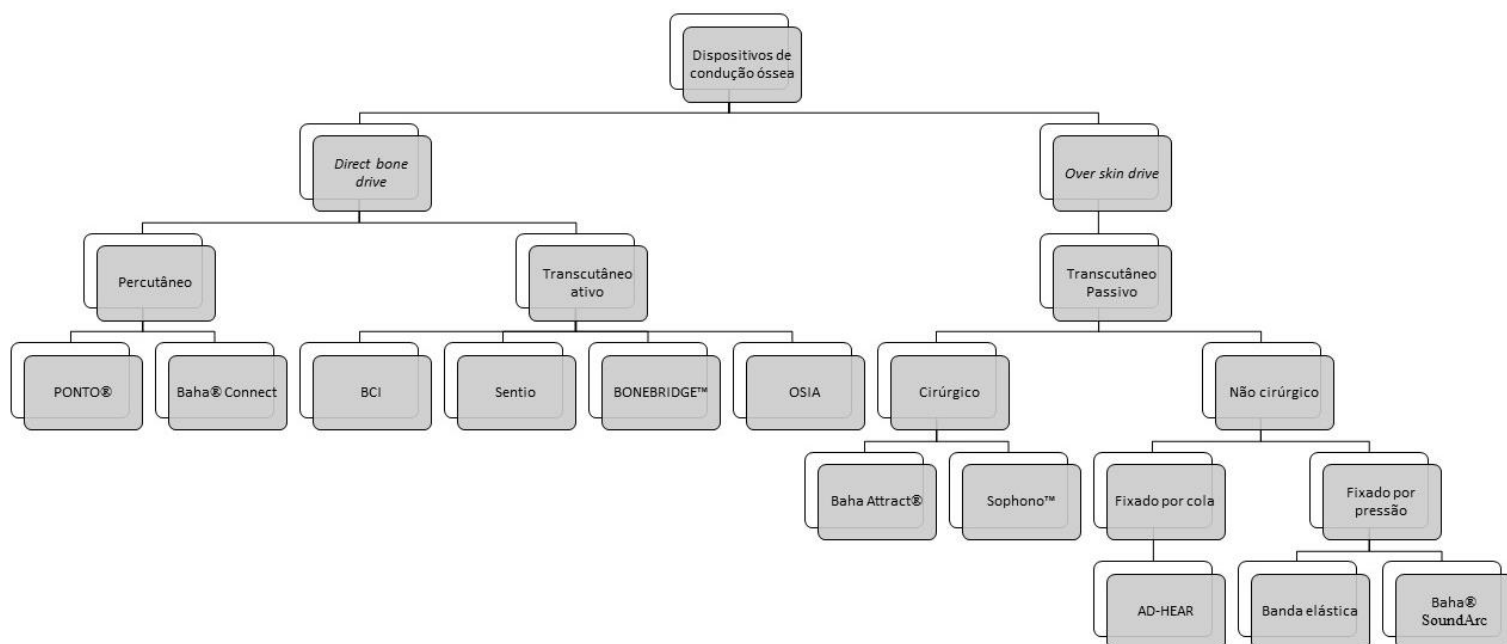 Dispositivos de
condução óssea
Direct bone
drive
Over skin drive
Percutâneo
Transcutâneo
ativo
Transcutâneo
Passivo
PONTO®
Baha® Connect
BCI
Sentio
BONEBRIDGE™
OSIA
Cirúrgico
Não cirúrgico
Baha Attract®
Sophono™
Fixado por cola
Fixado por
pressão
AD-HEAR
Banda elástica
Baha®
SoundArc